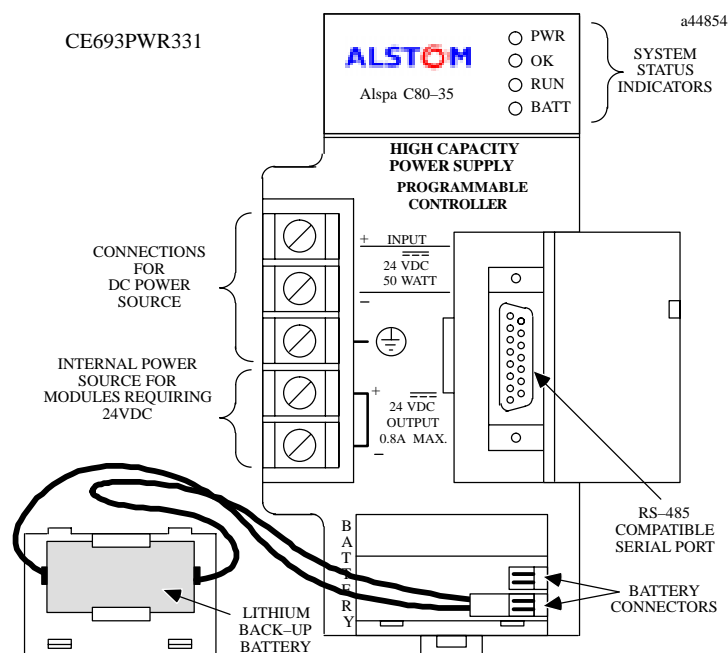 CE693PWR331
a44854
ALSTOM
Alspa C80–35
PWR
OK
RUN
BATT
SYSTEM
STATUS
INDICATORS
HIGH CAPACITY
POWER SUPPLY
PROGRAMMABLE
CONTROLLER
CONNECTIONS
FOR
DC POWER
SOURCE
+ INPUT
24 VDC
50 WATT
–
INTERNAL POWER
SOURCE FOR
MODULES REQUIRING
24VDC
+
24 VDC
OUTPUT
0.8A MAX.
–
RS–485
COMPATIBLE
SERIAL PORT
BATTERY
BATTERY
CONNECTORS
LITHIUM
BACK–UP
BATTERY